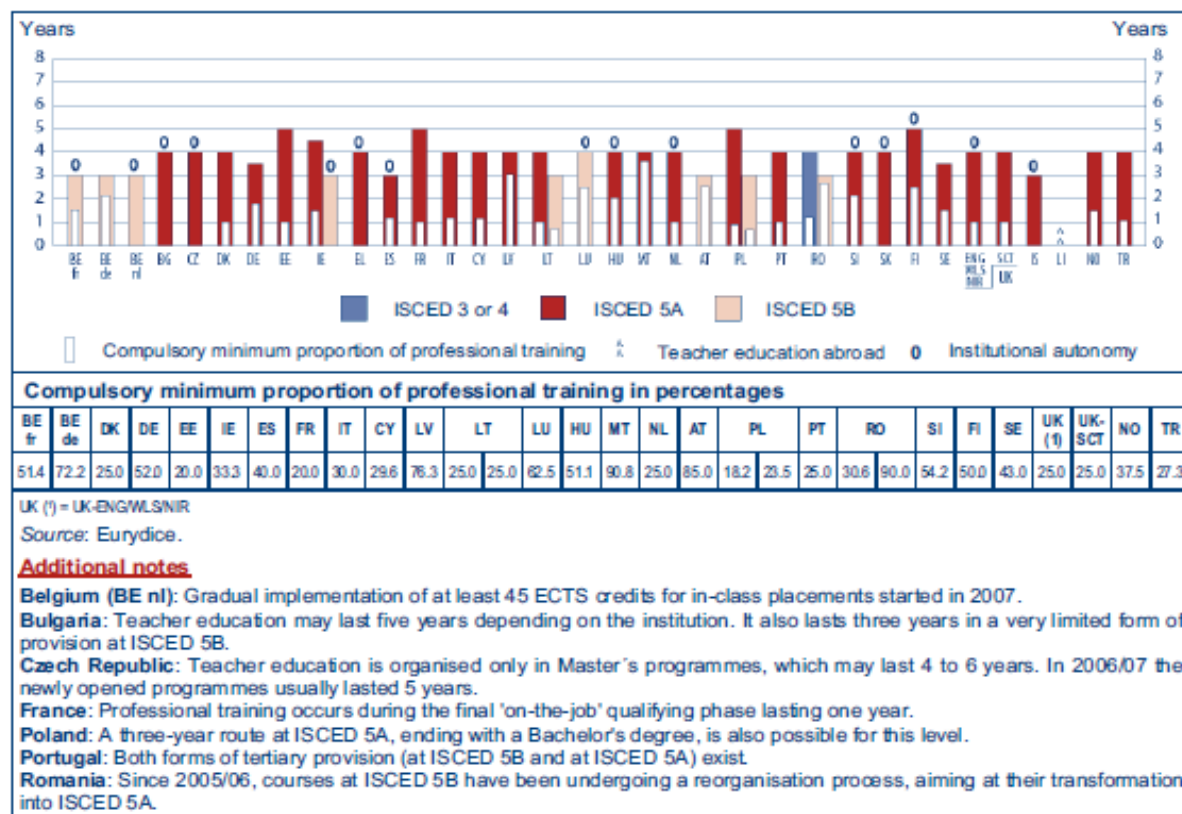 Years Years
8 8
7 7
6 6
5 5
4 4
3 3
2 2
1 1
0 0
0 0 0 0 0 0 0 0 0 0 0 0 0 0 0
BE fr BE de BE nl BG CZ DK DE EE IE EL ES FR IT CY LV LT LU HU MT NL AT PL PT RO SI SK FI SE ENG WLS NIR SCT UK IS LI NO TR
ISCED 3 or 4 ISCED 5A ISCED 5B
Compulsory minimum proportion of professional training Teacher education abroad 0 Institutional autonomy
Compulsory minimum proportion of professional training in percentages
BE fr BE de DK DE EE IE ES FR IT CY LV LT LU HU MT NL AT PL PT RO SI FI SE UK (1) UK-SCT NO TR
51.4 72.2 25.0 52.0 20.0 33.3 40.0 20.0 30.0 29.6 76.3 25.0 25.0 62.5 51.1 90.8 25.0 85.0 18.2 23.5 25.0 30.6 90.0 54.2 50.0 43.0 25.0 25.0 37.5 27.3
UK (¹) = UK-ENG/WLS/NIR
Source: Eurydice.
Additional notes
Belgium (BE nl): Gradual implementation of at least 45 ECTS credits for in-class placements started in 2007.
Bulgaria: Teacher education may last five years depending on the institution. It also lasts three years in a very limited form of
provision at ISCED 5B.
Czech Republic: Teacher education is organised only in Master´s programmes, which may last 4 to 6 years. In 2006/07 the
newly opened programmes usually lasted 5 years.
France: Professional training occurs during the final 'on-the-job' qualifying phase lasting one year.
Poland: A three-year route at ISCED 5A, ending with a Bachelor's degree, is also possible for this level.
Portugal: Both forms of tertiary provision (at ISCED 5B and at ISCED 5A) exist.
Romania: Since 2005/06, courses at ISCED 5B have been undergoing a reorganisation process, aiming at their transformation
into ISCED 5A.